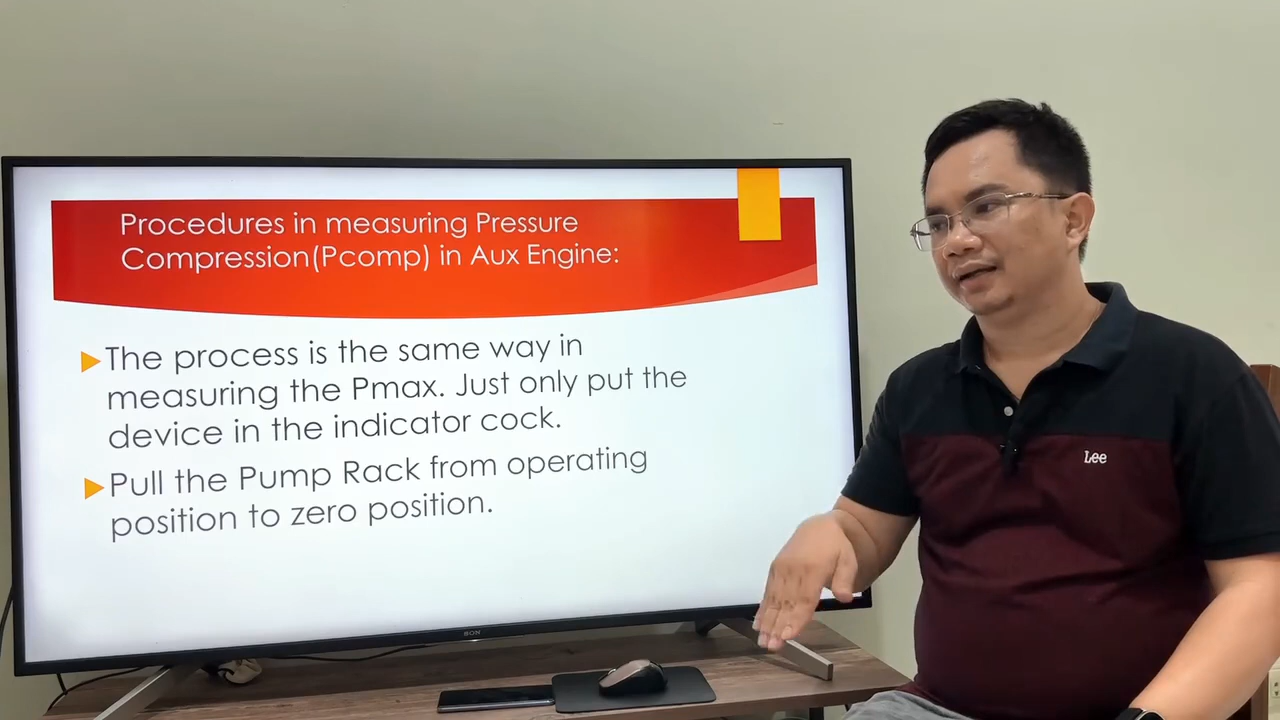 Procedures in measuring Pressure
Compression(Pcomp) in Aux Engine:
The process is the same way in
measuring the Pmax. Just only put the
device in the indicator cock.
Pull the Pump Rack from operating
position to zero position.
SONY
Lee